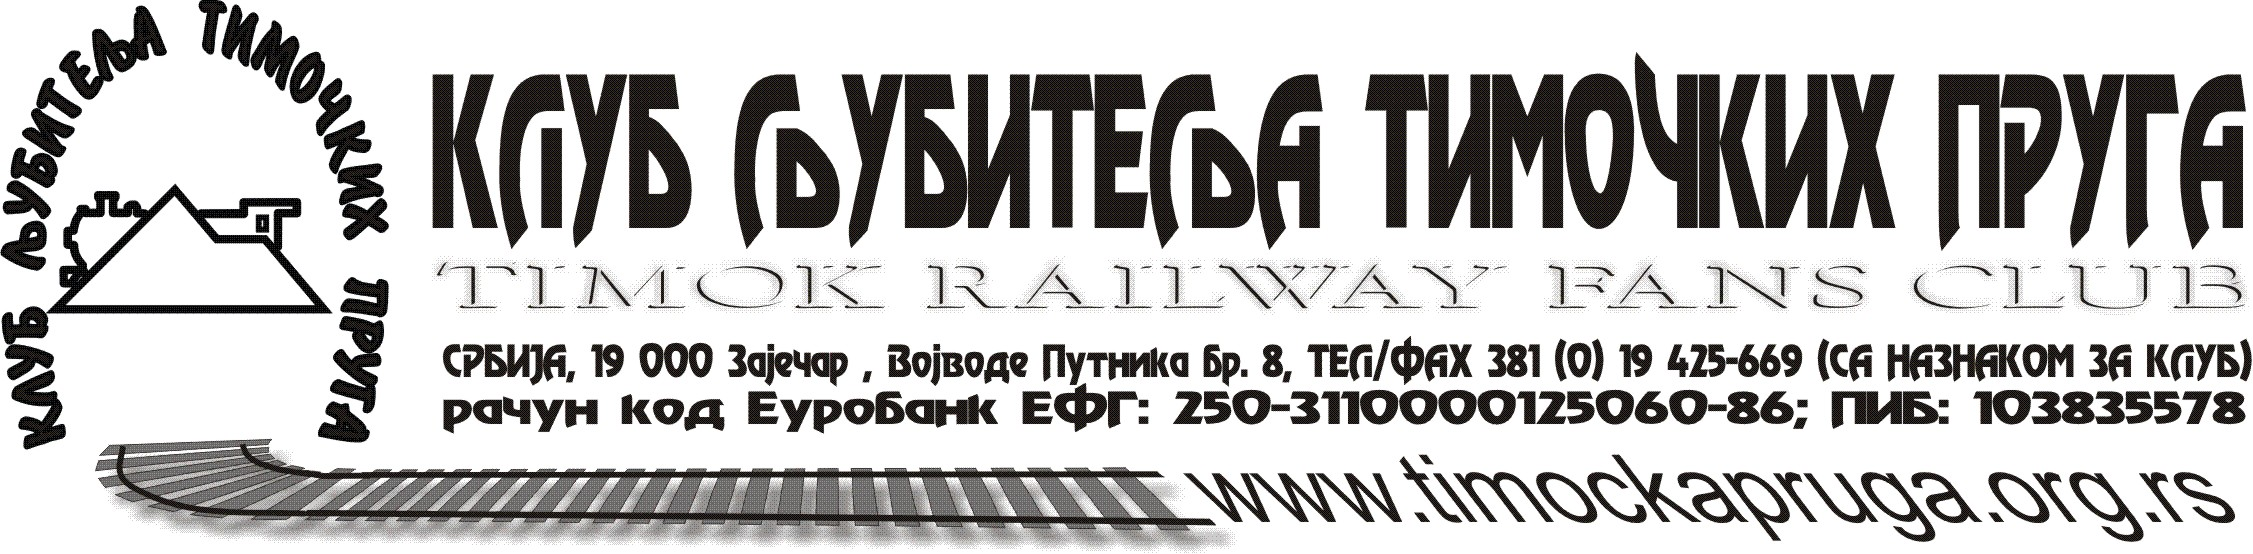 КЛУБ ЉУБИТЕЉА ТИМОЧКИХ ПРУГА
КЛУБ ЉУБИТЕЉА ТИМОЧКИХ ПРУГА
TIMOK RAILWAY FANS CLUB
СРБИЈА, 19 000 Зајечар , Војводе Путника бр. 8, ТЕЛ/ФАХ 381 (0) 19 425-669 (СА НАЗНАКОМ ЗА КЛУБ)
рачун код ЕуроБанк ЕФГ: 250-3110000125060-86; ПИБ: 103835578
www.timockapruga.org.rs